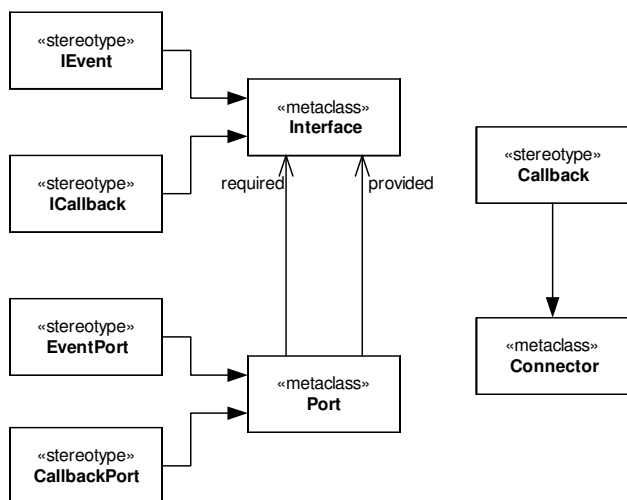 «stereotype»
IEvent
«metaclass»
Interface
«stereotype»
Callback
«stereotype»
ICallback
required
provided
«stereotype»
EventPort
«metaclass»
Connector
«metaclass»
Port
«stereotype»
CallbackPort